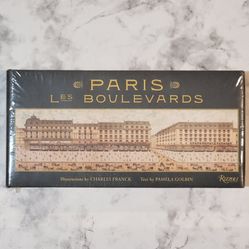 PARIS
LES BOULEVARDS
Illustrations by CHARLES FRANCK
Text by PAMELA GOLBIN
Rizzoli